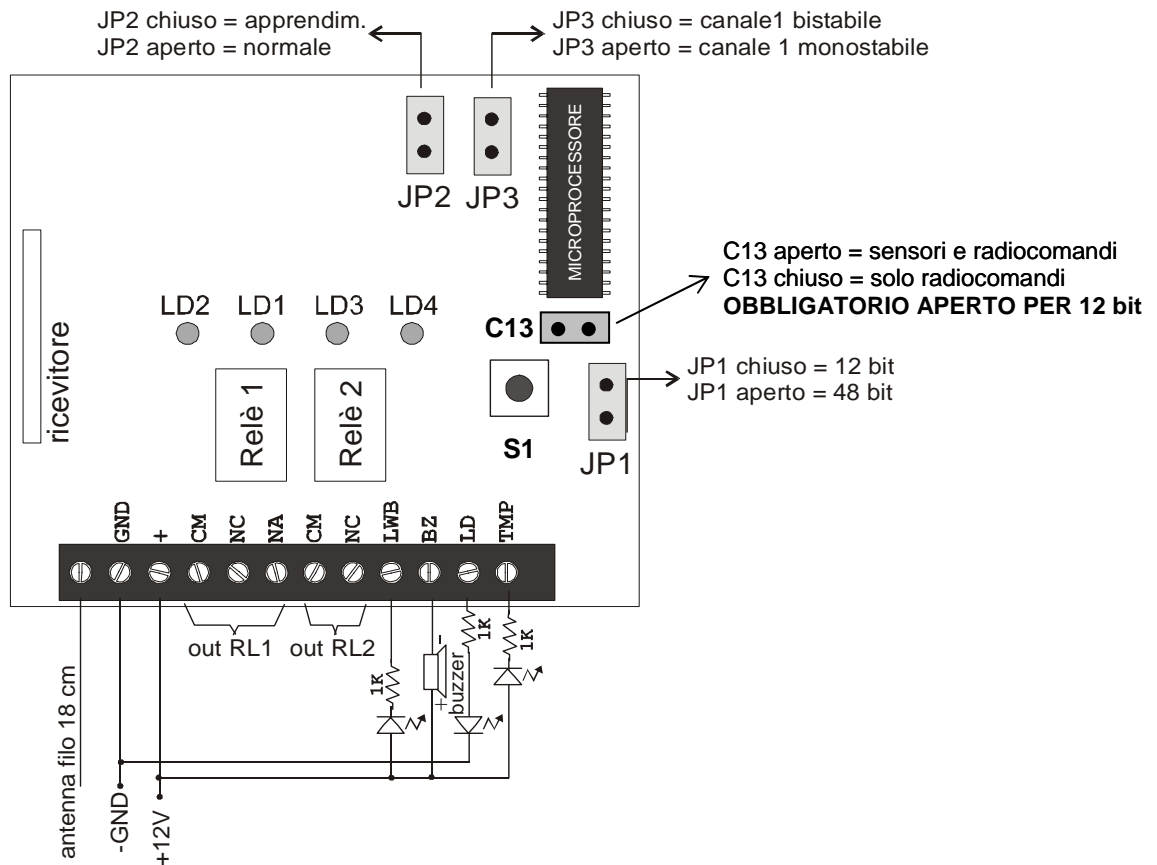 JP2 chiuso = apprendim.
JP2 aperto = normale
JP3 chiuso = canale1 bistabile
JP3 aperto = canale 1 monostabile
MICROPROCESSORE
JP2
JP3
C13 aperto = sensori e radiocomandi
C13 chiuso = solo radiocomandi
OBBLIGATORIO APERTO PER 12 bit
ricevitore
LD2
LD1
LD3
LD4
C13
JP1 chiuso = 12 bit
JP1 aperto = 48 bit
Relè 1
Relè 2
S1
JP1
GND
+
CM
NC
NA
CM
NC
LWB
BZ
LD
TMP
out RL1
out RL2
1K
-
+
buzzer
1K
1K
antenna filo 18 cm
-GND
+12V